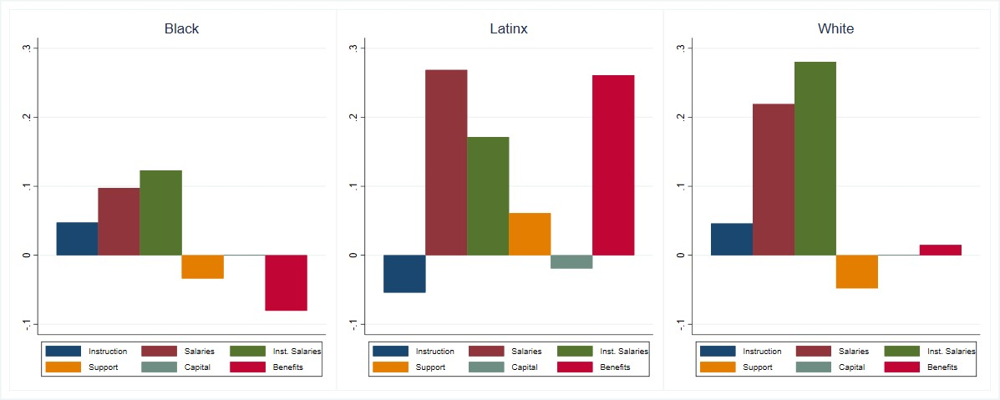 Black
.3
.2
.1
0
-.1
Instruction Salaries Inst. Salaries
Support Capital Benefits
Latinx
.3
.2
.1
0
-.1
Instruction Salaries Inst. Salaries
Support Capital Benefits
White
.3
.2
.1
0
-.1
Instruction Salaries Inst. Salaries
Support Capital Benefits